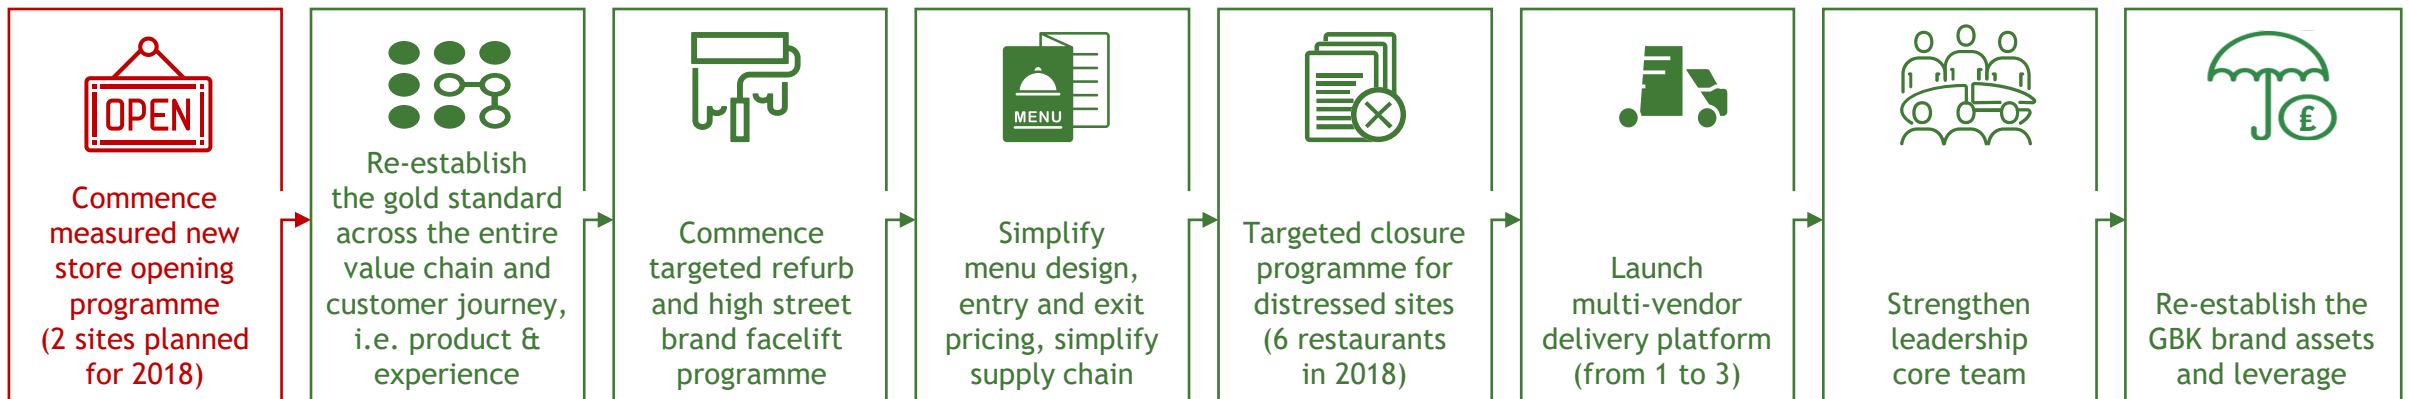 OPEN
Commence
measured new
store opening
programme
(2 sites planned
for 2018)
Re-establish
the gold standard
across the entire
value chain and
customer journey,
i.e. product &
experience
Commence
targeted refurb
and high street
brand facelift
programme
MENU
Simplify
menu design,
entry and exit
pricing, simplify
supply chain
Targeted closure
programme for
distressed sites
(6 restaurants
in 2018)
Launch
multi-vendor
delivery platform
(from 1 to 3)
Strengthen
leadership
core team
£
Re-establish the
GBK brand assets
and leverage